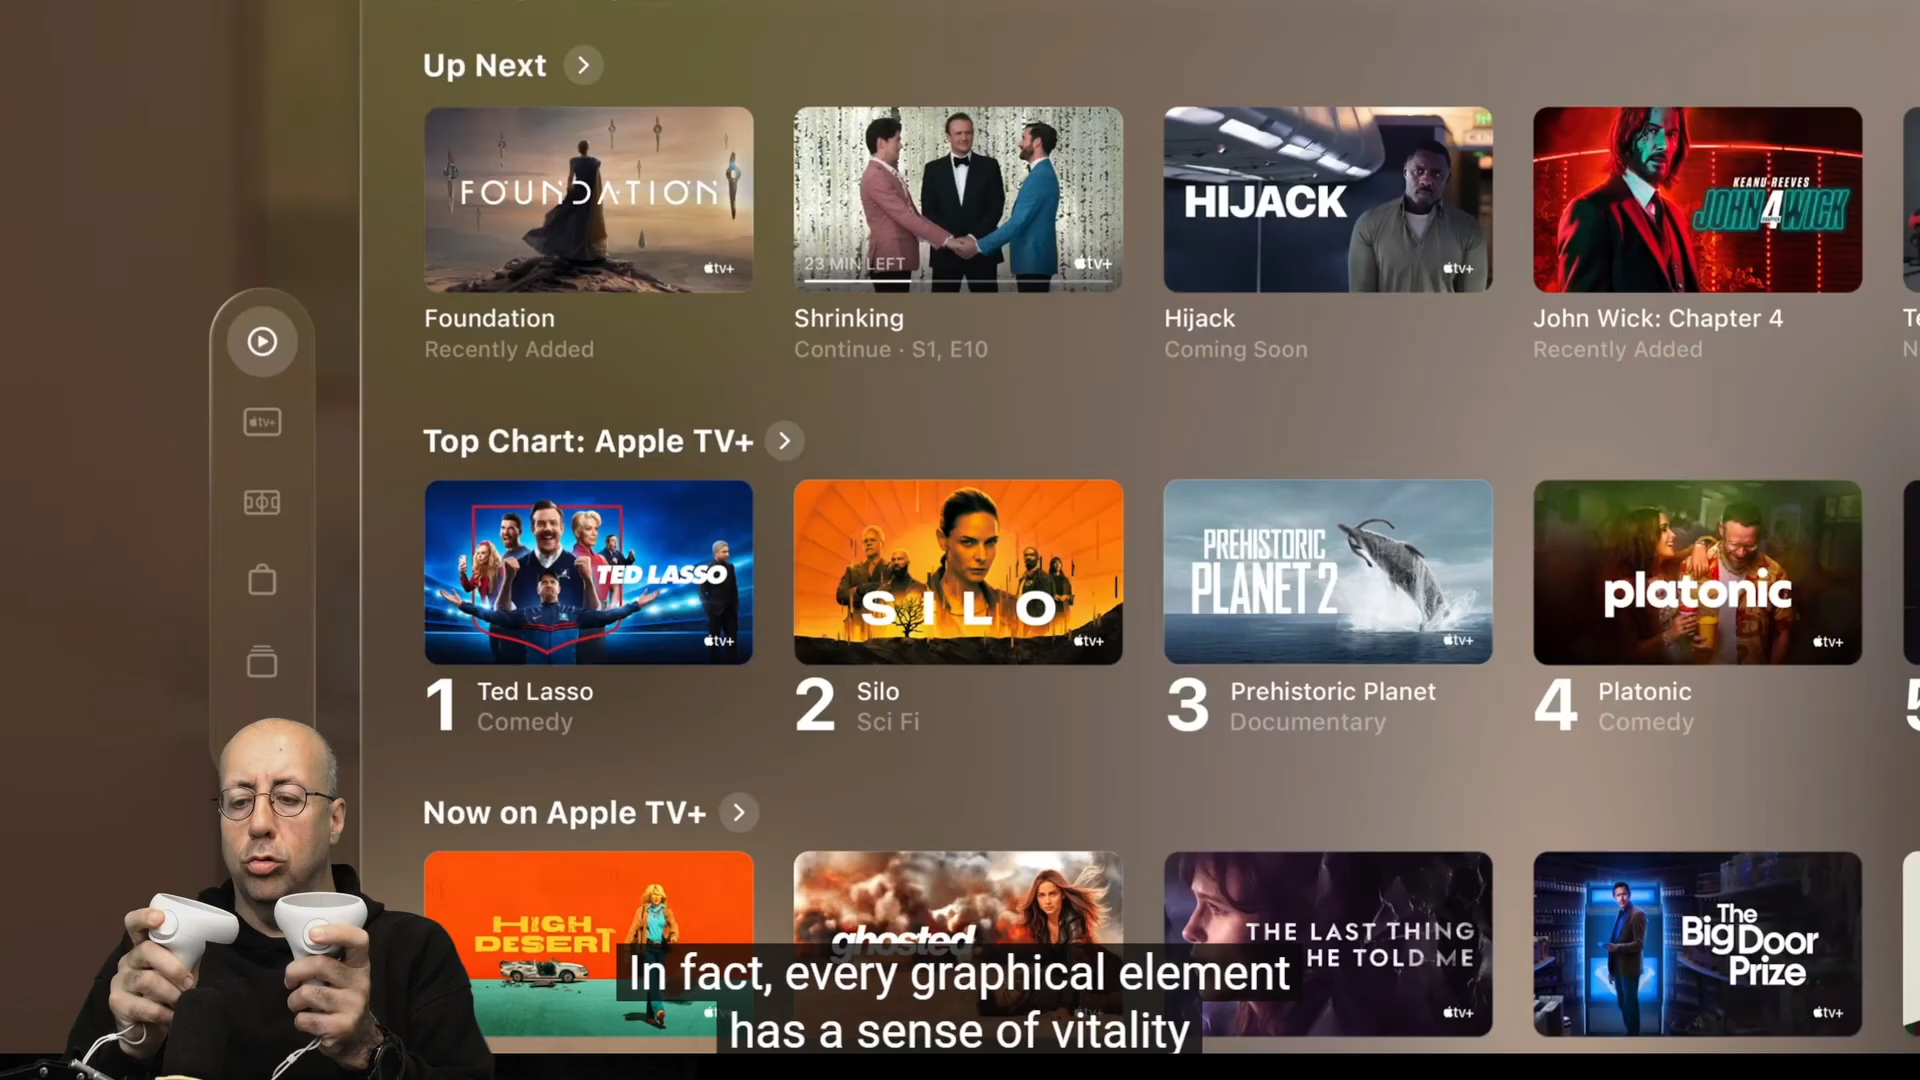 Up Next
FOUNDATION
tv+
23 MIN LEFT
tv+
HIJACK
tv+
KEANU REEVES
JOHN WICK
4
Foundation
Recently Added
Shrinking
Continue · S1, E10
Hijack
Coming Soon
John Wick: Chapter 4
Recently Added
tv+
Top Chart: Apple TV+
TED LASSO
tv+
SILO
tv+
PREHISTORIC
PLANET 2
tv+
platonic
tv+
1
Ted Lasso
Comedy
2
Silo
Sci Fi
3
Prehistoric Planet
Documentary
4
Platonic
Comedy
Now on Apple TV+
HIGH
DESERT
ghosted
THE LAST THING
HE TOLD ME
tv+
The
Big Door
Prize
tv+
In fact, every graphical element
has a sense of vitality